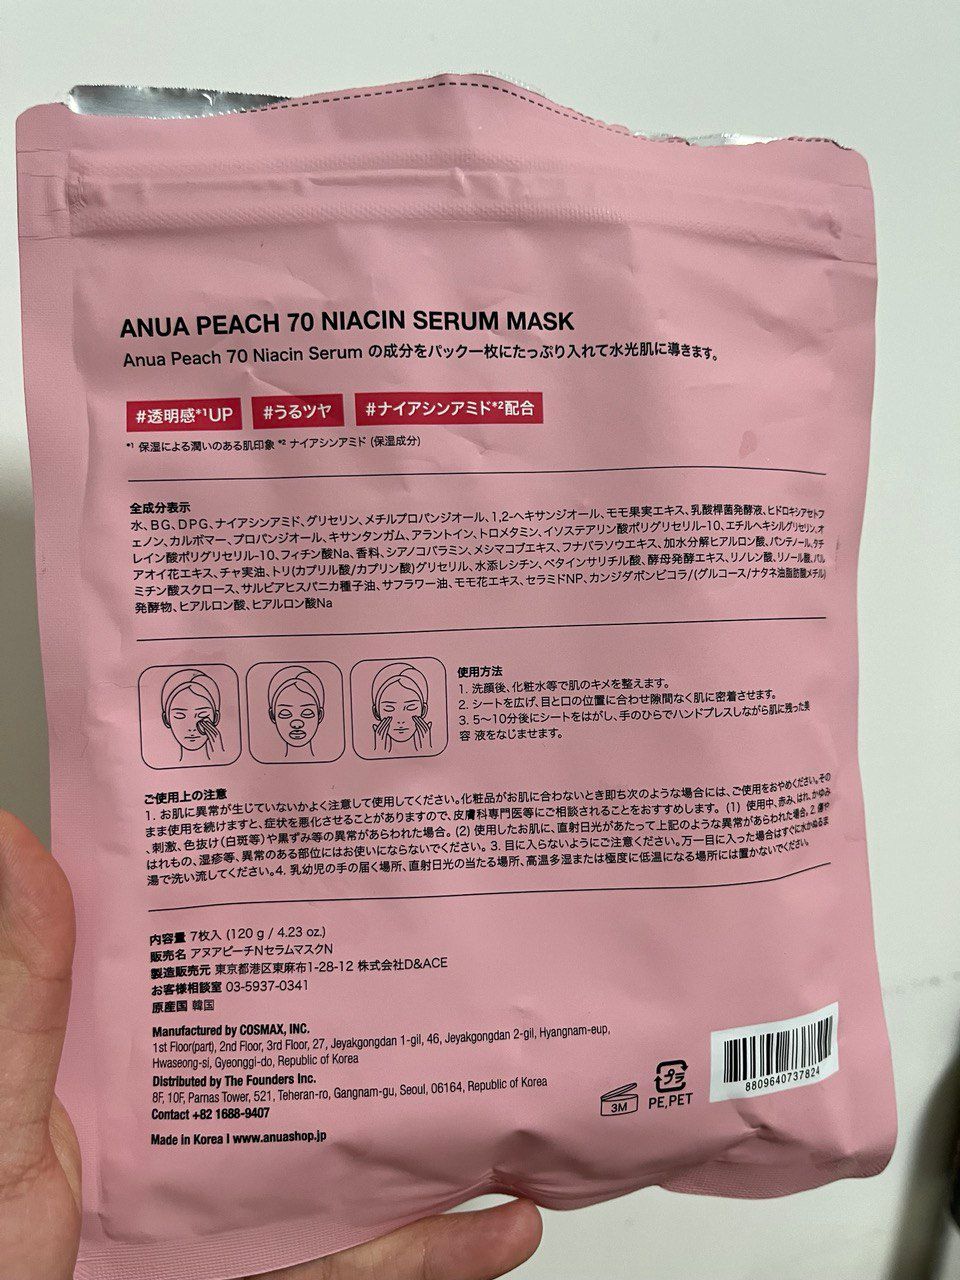 ANUA PEACH 70 NIACIN SERUM MASK
Anua Peach 70 Niacin Serum の成分をパック一枚にたっぷり入れて水光肌に導きます。
#透明感*1UP #うるツヤ #ナイアシンアミド*2配合
*1 保湿による潤いのある肌印象 *2 ナイアシンアミド (保湿成分)
全成分表示
水、BG、DPG、ナイアシンアミド、グリセリン、メチルプロパンジオール、1,2-ヘキサンジオール、モモ果実エキス、乳酸桿菌発酵液、ヒドロキシアセトフ
ェノン、カルボマー、プロパンジオール、キサンタンガム、アラントイン、トロメタミン、イソステアリン酸ポリグリセリル-10、エチルヘキシルグリセリン、オ
レイン酸ポリグリセリル-10、フィチン酸Na、香料、シアノコバラミン、メシマコブエキス、フナバラソウエキス、加水分解ヒアルロン酸、パンテノール、タチ
アオイ花エキス、チャ実油、トリ(カプリル酸/カプリン酸)グリセリル、水添レシチン、ベタインサリチル酸、酵母発酵エキス、リノレン酸、リノール酸、パル
ミチン酸スクロース、サルビアヒスパニカ種子油、サフラワー油、モモ花エキス、セラミドNP、カンジダボンビコラ/(グルコース/ナタネ油脂肪酸メチル)
発酵物、ヒアルロン酸、ヒアルロン酸Na
使用方法
1. 洗顔後、化粧水等で肌のキメを整えます。
2. シートを広げ、目と口の位置に合わせ隙間なく肌に密着させます。
3. 5〜10分後にシートをはがし、手のひらでハンドプレスしながら肌に残った美
容 液をなじませます。
ご使用上の注意
1. お肌に異常が生じていないかよく注意して使用してください。化粧品がお肌に合わないとき即ち次のような場合には、ご使用をおやめください。その
まま使用を続けますと、症状を悪化させることがありますので、皮膚科専門医等にご相談されることをおすすめします。 (1) 使用中、赤み、はれ、かゆみ
、刺激、色抜け(白斑等)や黒ずみ等の異常があらわれた場合。 (2) 使用したお肌に、直射日光があたって上記のような異常があらわれた場合。 2. 傷や
はれもの、湿疹等、異常のある部位にはお使いにならないでください。 3. 目に入らないようにご注意ください。万一目に入った場合はすぐに水かぬるま
湯で洗い流してください。4. 乳幼児の手の届く場所、直射日光の当たる場所、高温多湿または極度に低温になる場所には置かないでください。
内容量 7枚入 (120 g / 4.23 oz.)
販売名 アヌアピーチNセラムマスクN
製造販売元 東京都港区東麻布1-28-12 株式会社D&ACE
お客様相談室 03-5937-0341
原産国 韓国
Manufactured by COSMAX, INC.
1st Floor(part), 2nd Floor, 3rd Floor, 27, Jeyakgongdan 1-gil, 46, Jeyakgongdan 2-gil, Hyangnam-eup,
Hwaseong-si, Gyeonggi-do, Republic of Korea
Distributed by The Founders Inc.
8F, 10F, Parnas Tower, 521, Teheran-ro, Gangnam-gu, Seoul, 06164, Republic of Korea
Contact +82 1688-9407
Made in Korea I www.anuashop.jp
3M
プラ
PE,PET
8809640737824